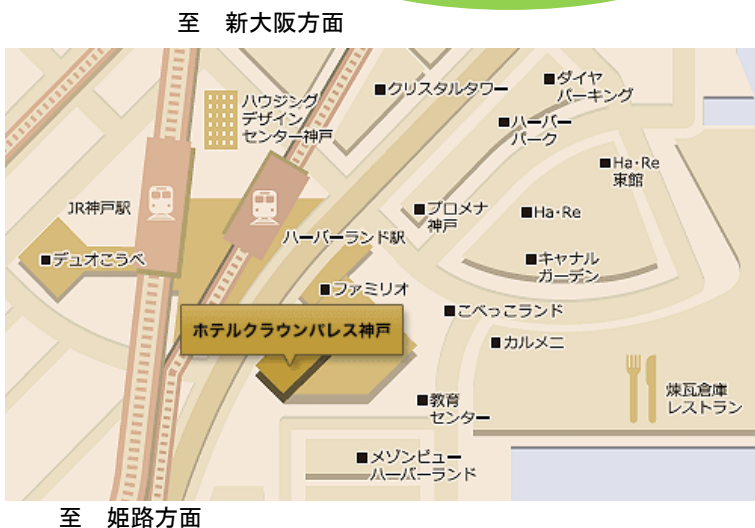 至　新大阪方面
■クリスタルタワー
■ダイヤ
パーキング
ハウジング
デザイン
センター神戸
■ハーバー
パーク
■Ha・Re
東館
JR神戸駅
■プロメナ
神戸
■Ha・Re
ハーバーランド駅
■デュオこうべ
■キャナル
ガーデン
■ファミリオ
■こべっこランド
ホテルクラウンパレス神戸
■カルメニ
煉瓦倉庫
レストラン
■教育
センター
■メゾンビュー
ハーバーランド
至　姫路方面